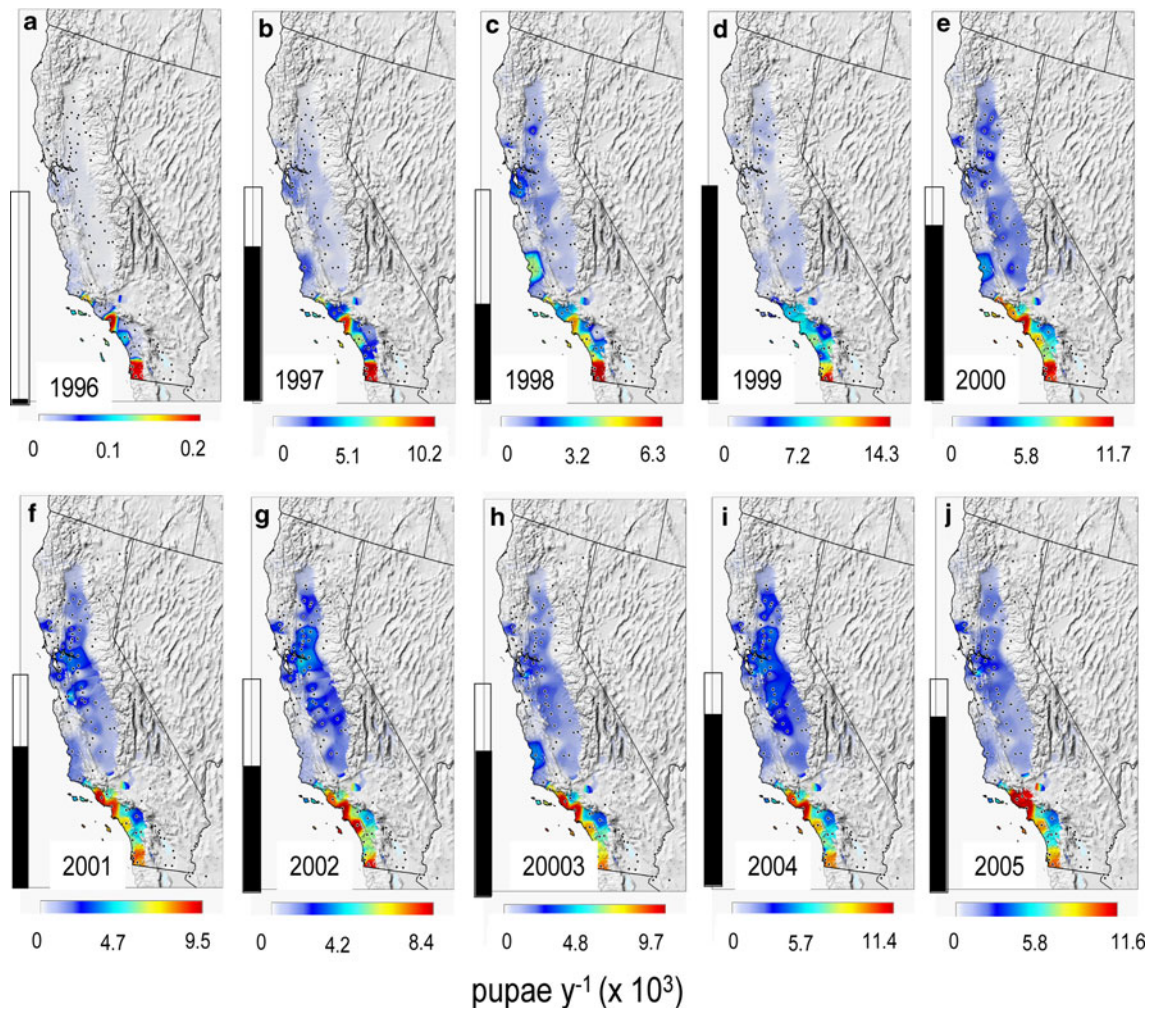 a b c d e
1996 1997 1998 1999 2000
0 0.1 0.2 0 5.1 10.2 0 3.2 6.3 0 7.2 14.3 0 5.8 11.7
f g h i j
2001 2002 20003 2004 2005
0 4.7 9.5 0 4.2 8.4 0 4.8 9.7 0 5.7 11.4 0 5.8 11.6
pupae y⁻¹ (x 10³)